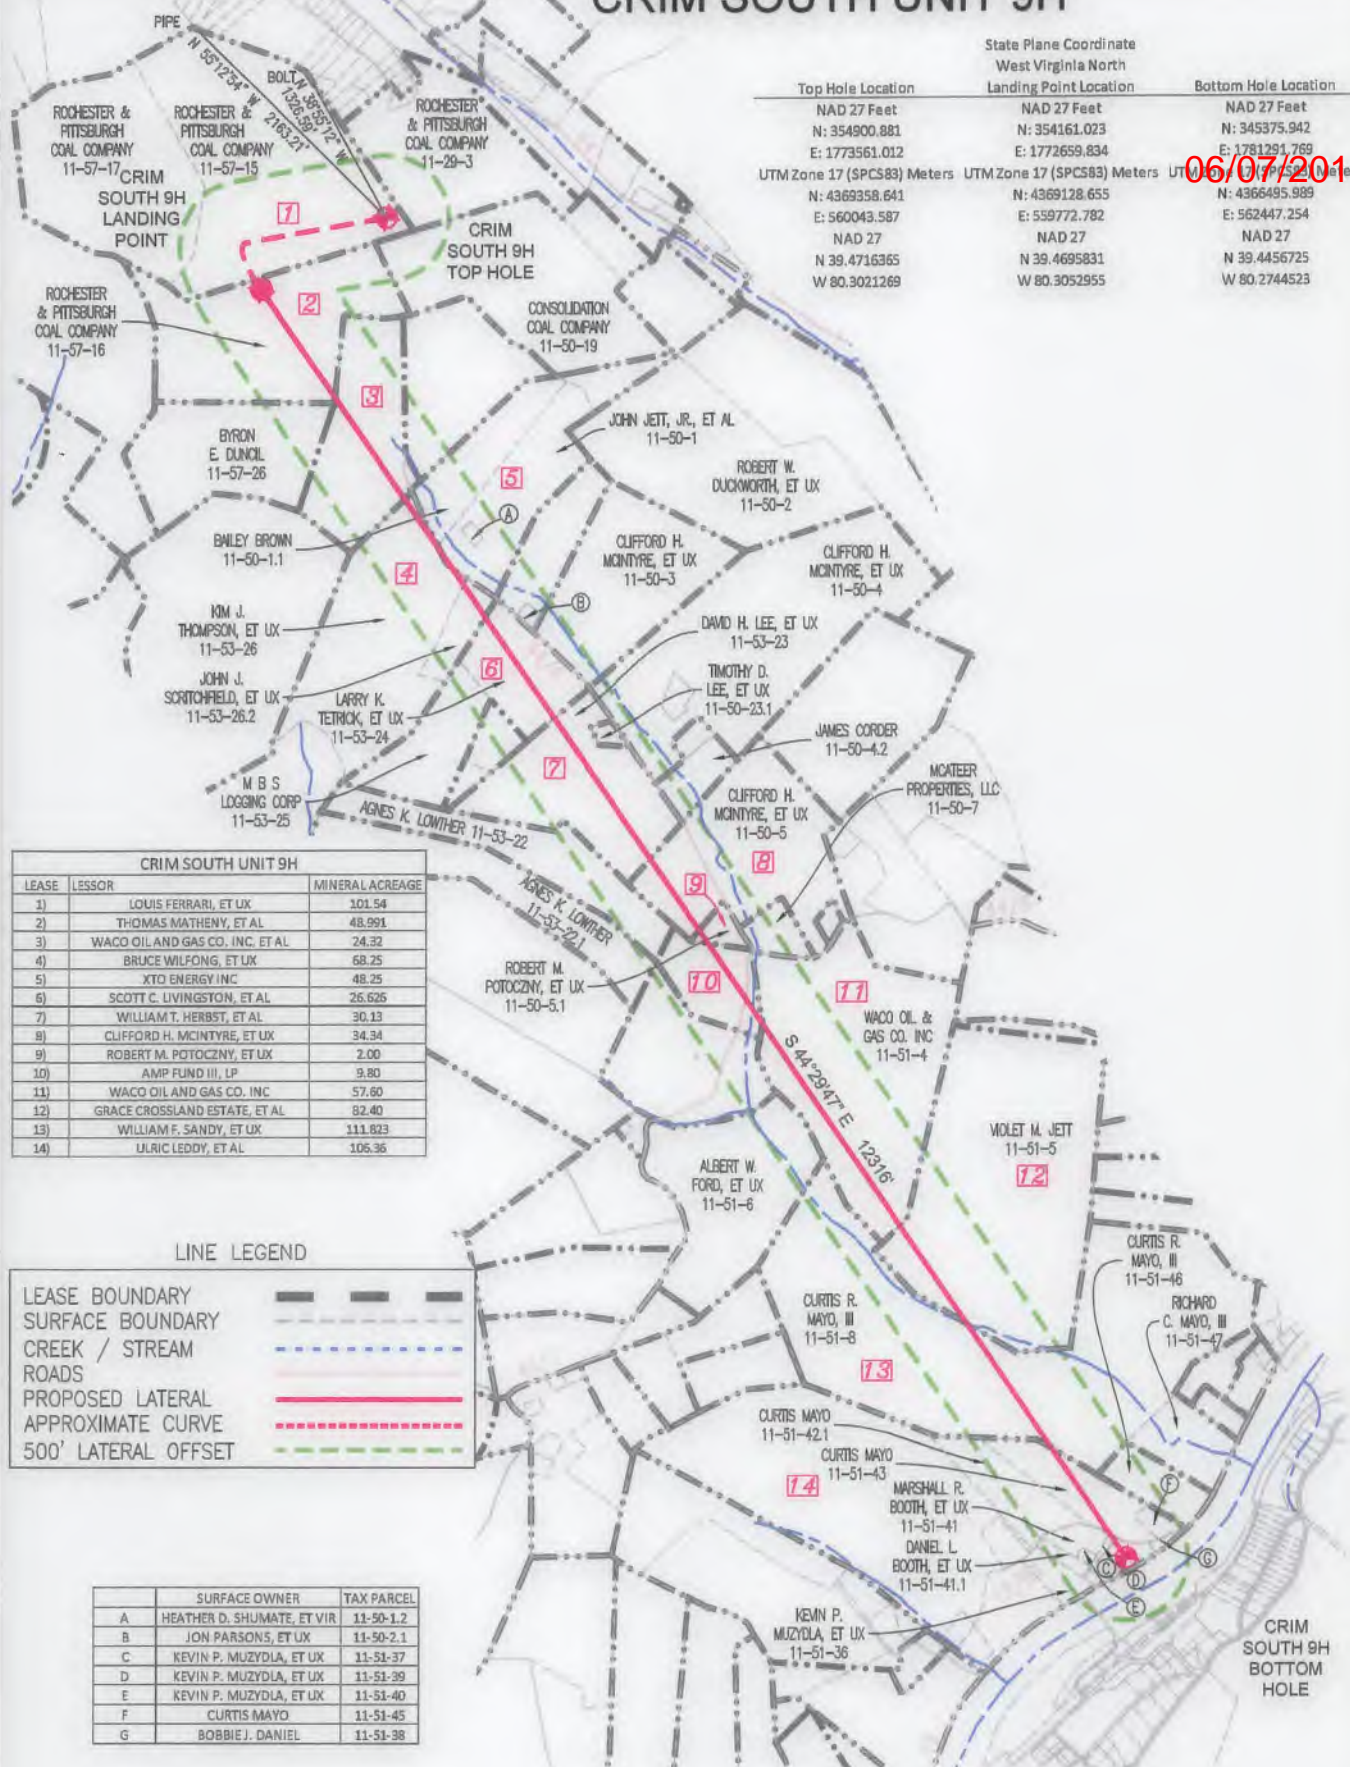 CRIM SOUTH UNIT 9H
State Plane Coordinate
West Virginia North
Top Hole Location Landing Point Location Bottom Hole Location
NAD 27 Feet NAD 27 Feet NAD 27 Feet
N: 354900.881 N: 354161.023 N: 345375.942
E: 1773561.012 E: 1772659.834 E: 1781291.769
UTM Zone 17 (SPCS83) Meters UTM Zone 17 (SPCS83) Meters UTM Zone 17 (SPCS83) Mete
06/07/201
N: 4369358.641 N: 4369128.655 N: 4366495.989
E: 560043.587 E: 559772.782 E: 562447.254
NAD 27 NAD 27 NAD 27
N 39.4716365 N 39.4695831 N 39.4456725
W 80.3021269 W 80.3052955 W 80.2744523
PIPE
N 55°12'54" W 2163.21'
BOLT
N 38°55'12" W
1326.59'
ROCHESTER &
PITTSBURGH
COAL COMPANY
11-57-17
ROCHESTER &
PITTSBURGH
COAL COMPANY
11-57-15
ROCHESTER
& PITTSBURGH
COAL COMPANY
11-29-3
CRIM
SOUTH 9H
LANDING
POINT
1
CRIM
SOUTH 9H
TOP HOLE
ROCHESTER
& PITTSBURGH
COAL COMPANY
11-57-16
2
CONSOLIDATION
COAL COMPANY
11-50-19
3
BYRON
E. DUNCIL
11-57-26
JOHN JETT, JR., ET AL
11-50-1
5
ROBERT W.
DUCKWORTH, ET UX
11-50-2
A
BAILEY BROWN
11-50-1.1
CLIFFORD H.
MCINTYRE, ET UX
11-50-3
CLIFFORD H.
MCINTYRE, ET UX
11-50-4
4
B
KIM J.
THOMPSON, ET UX
11-53-26
DAVID H. LEE, ET UX
11-53-23
JOHN J.
SCRITCHFIELD, ET UX
11-53-26.2
6
TIMOTHY D.
LEE, ET UX
11-50-23.1
LARRY K.
TETRICK, ET UX
11-53-24
JAMES CORDER
11-50-4.2
7
M B S
LOGGING CORP
11-53-25
MCATEER
PROPERTIES, LLC
11-50-7
AGNES K. LOWTHER 11-53-22
CLIFFORD H.
MCINTYRE, ET UX
11-50-5
8
9
AGNES K. LOWTHER
11-53-22.1
ROBERT M.
POTOCZNY, ET UX
11-50-5.1
10
11
WACO OIL &
GAS CO. INC
11-51-4
S 44°29'47" E 12316'
CRIM SOUTH UNIT 9H
LEASE LESSOR MINERAL ACREAGE
1) LOUIS FERRARI, ET UX 101.54
2) THOMAS MATHENY, ET AL 48.991
3) WACO OIL AND GAS CO. INC, ET AL 24.32
4) BRUCE WILFONG, ET UX 68.25
5) XTO ENERGY INC 48.25
6) SCOTT C. LIVINGSTON, ET AL 26.626
7) WILLIAM T. HERBST, ET AL 30.13
8) CLIFFORD H. MCINTYRE, ET UX 34.34
9) ROBERT M. POTOCZNY, ET UX 2.00
10) AMP FUND III, LP 9.80
11) WACO OIL AND GAS CO. INC 57.60
12) GRACE CROSSLAND ESTATE, ET AL 82.40
13) WILLIAM F. SANDY, ET UX 111.823
14) ULRIC LEDDY, ET AL 106.36
VIOLET M. JETT
11-51-5
12
ALBERT W.
FORD, ET UX
11-51-6
CURTIS R.
MAYO, III
11-51-46
RICHARD
C. MAYO, III
11-51-47
CURTIS R.
MAYO, III
11-51-8
13
CURTIS MAYO
11-51-42.1
CURTIS MAYO
11-51-43
14
MARSHALL R.
BOOTH, ET UX
11-51-41
DANIEL L.
BOOTH, ET UX
11-51-41.1
F
G
C
D
E
KEVIN P.
MUZYDLA, ET UX
11-51-36
CRIM
SOUTH 9H
BOTTOM
HOLE
LINE LEGEND
LEASE BOUNDARY
SURFACE BOUNDARY
CREEK / STREAM
ROADS
PROPOSED LATERAL
APPROXIMATE CURVE
500' LATERAL OFFSET
SURFACE OWNER TAX PARCEL
A HEATHER D. SHUMATE, ET VIR 11-50-1.2
B JON PARSONS, ET UX 11-50-2.1
C KEVIN P. MUZYDLA, ET UX 11-51-37
D KEVIN P. MUZYDLA, ET UX 11-51-39
E KEVIN P. MUZYDLA, ET UX 11-51-40
F CURTIS MAYO 11-51-45
G BOBBIE J. DANIEL 11-51-38